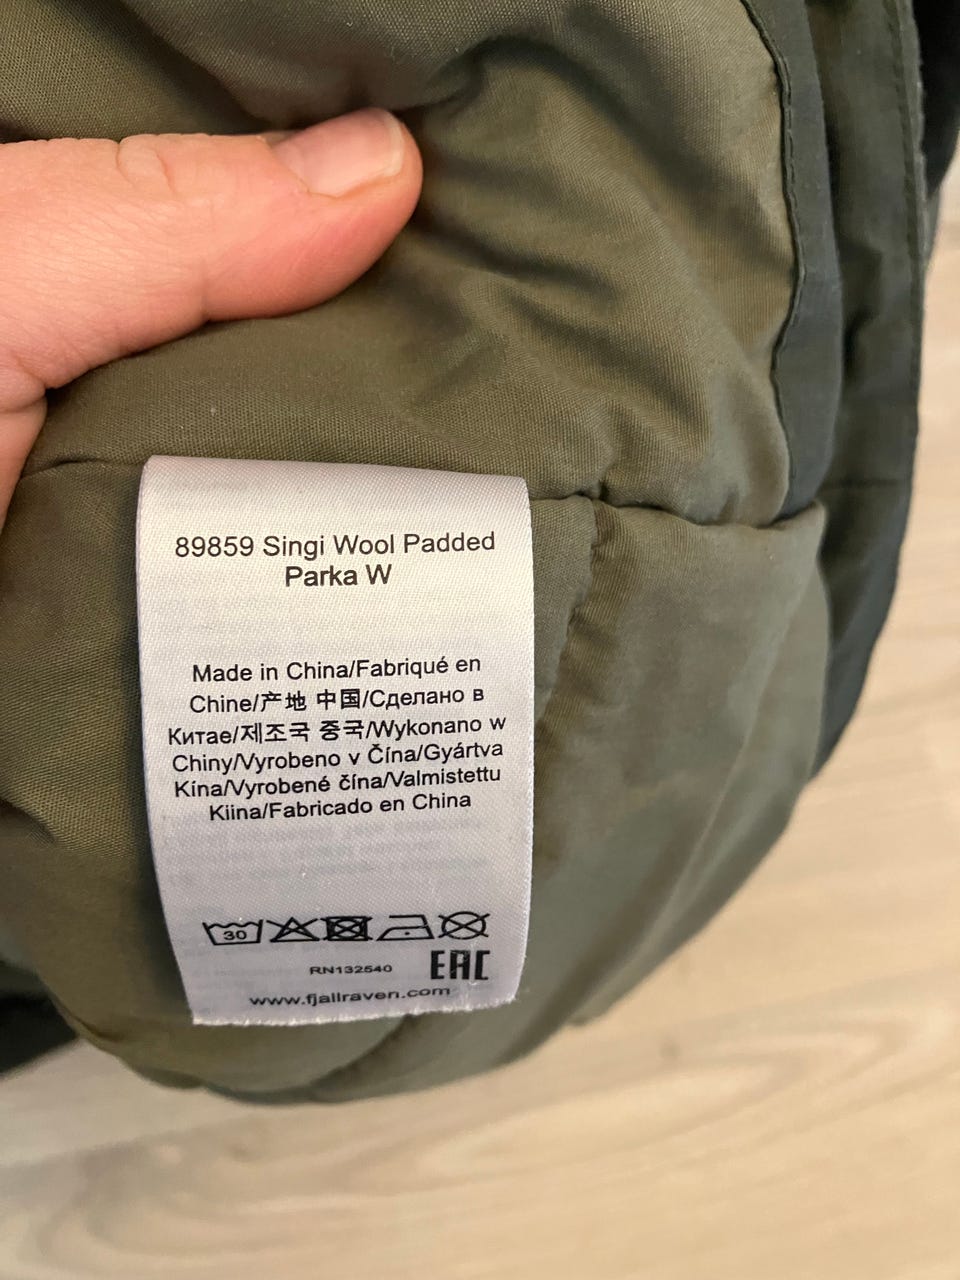 89859 Singi Wool Padded
Parka W
Made in China/Fabriqué en
Chine/产地 中国/Сделано в
Китае/제조국 중국/Wykonano w
Chiny/Vyrobeno v Čína/Gyártva
Kína/Vyrobené čína/Valmistettu
Kiina/Fabricado en China
30
RN132540
EAC
www.fjallraven.com